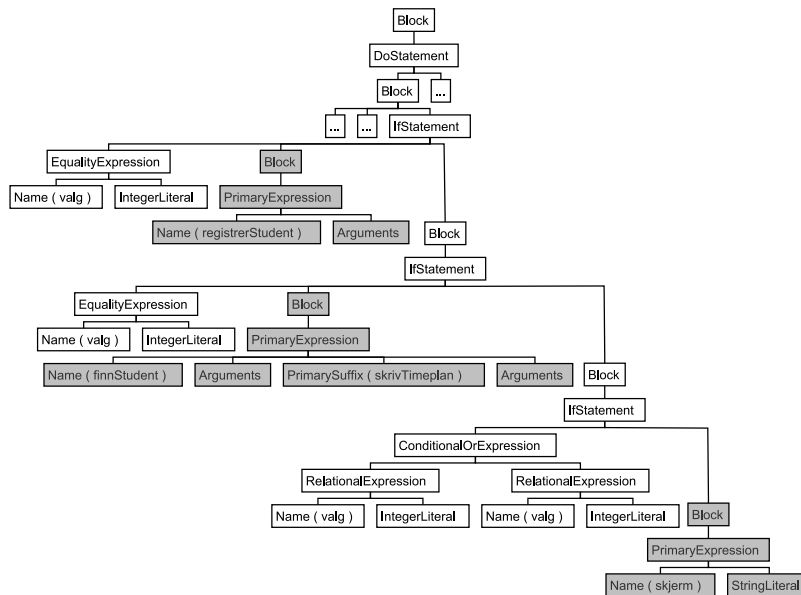 Block
DoStatement
Block ...
... ... IfStatement
EqualityExpression Block
Name ( valg ) IntegerLiteral PrimaryExpression
Name ( registrerStudent ) Arguments Block
IfStatement
EqualityExpression Block
Name ( valg ) IntegerLiteral PrimaryExpression
Name ( finnStudent ) Arguments PrimarySuffix ( skrivTimeplan ) Arguments Block
IfStatement
ConditionalOrExpression
RelationalExpression RelationalExpression
Name ( valg ) IntegerLiteral Name ( valg ) IntegerLiteral Block
PrimaryExpression
Name ( skjerm ) StringLiteral